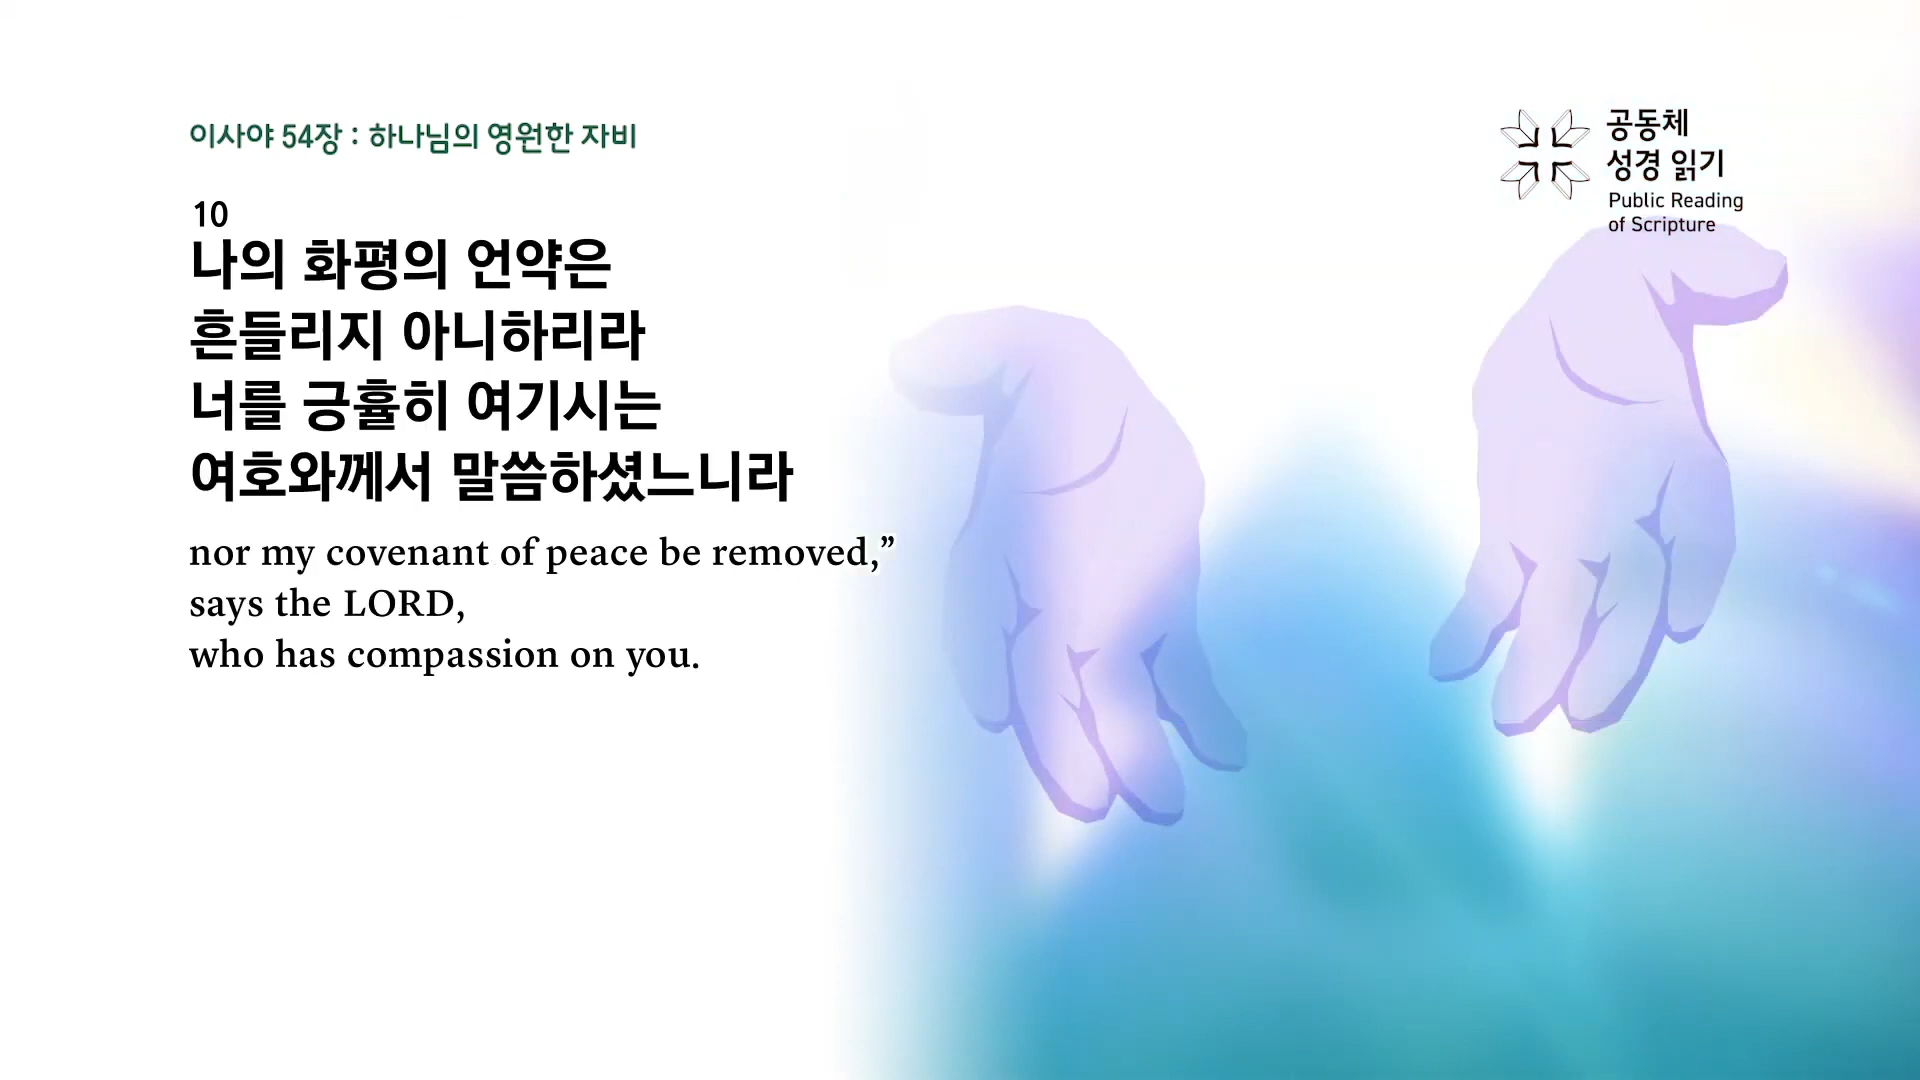 이사야 54장 : 하나님의 영원한 자비
공동체
성경 읽기
Public Reading
of Scripture
10
나의 화평의 언약은
흔들리지 아니하리라
너를 긍휼히 여기시는
여호와께서 말씀하셨느니라
nor my covenant of peace be removed,”
says the LORD,
who has compassion on you.